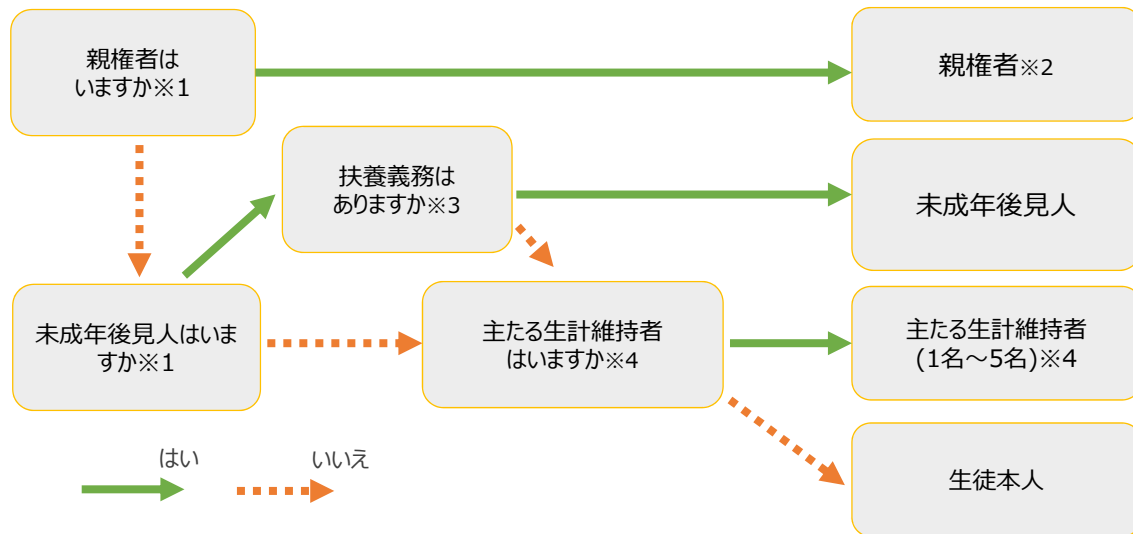 親権者は
いますか※1
親権者※2
扶養義務は
ありますか※3
未成年後見人
未成年後見人はいま
すか※1
主たる生計維持者
はいますか※4
主たる生計維持者
(1名～5名)※4
はい
いいえ
生徒本人